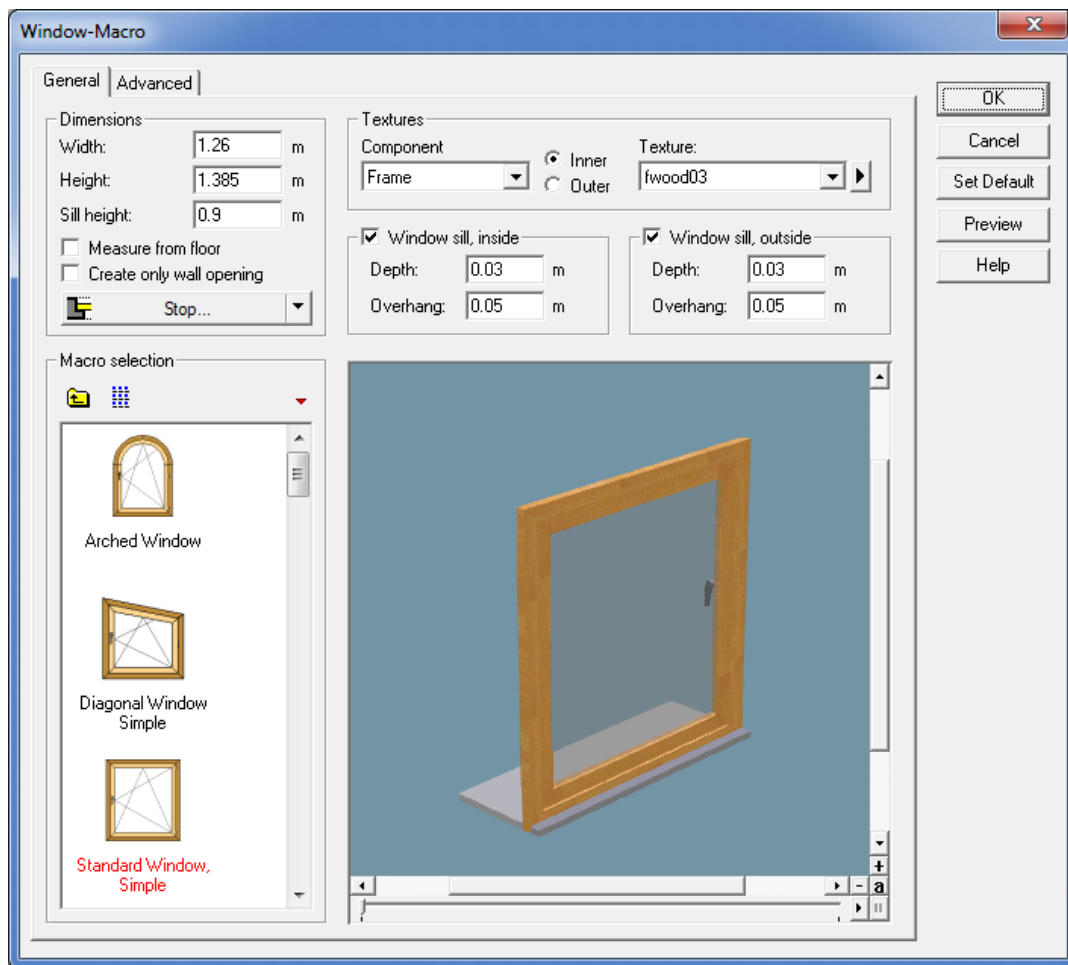 Window-Macro
General
Advanced
Dimensions
Width: 1.26 m
Height: 1.385 m
Sill height: 0.9 m
Measure from floor
Create only wall opening
Stop...
Textures
Component
Frame
Inner
Outer
Texture:
fwood03
Window sill, inside
Depth: 0.03 m
Overhang: 0.05 m
Window sill, outside
Depth: 0.03 m
Overhang: 0.05 m
OK
Cancel
Set Default
Preview
Help
Macro selection
Arched Window
Diagonal Window
Simple
Standard Window,
Simple
+
- a